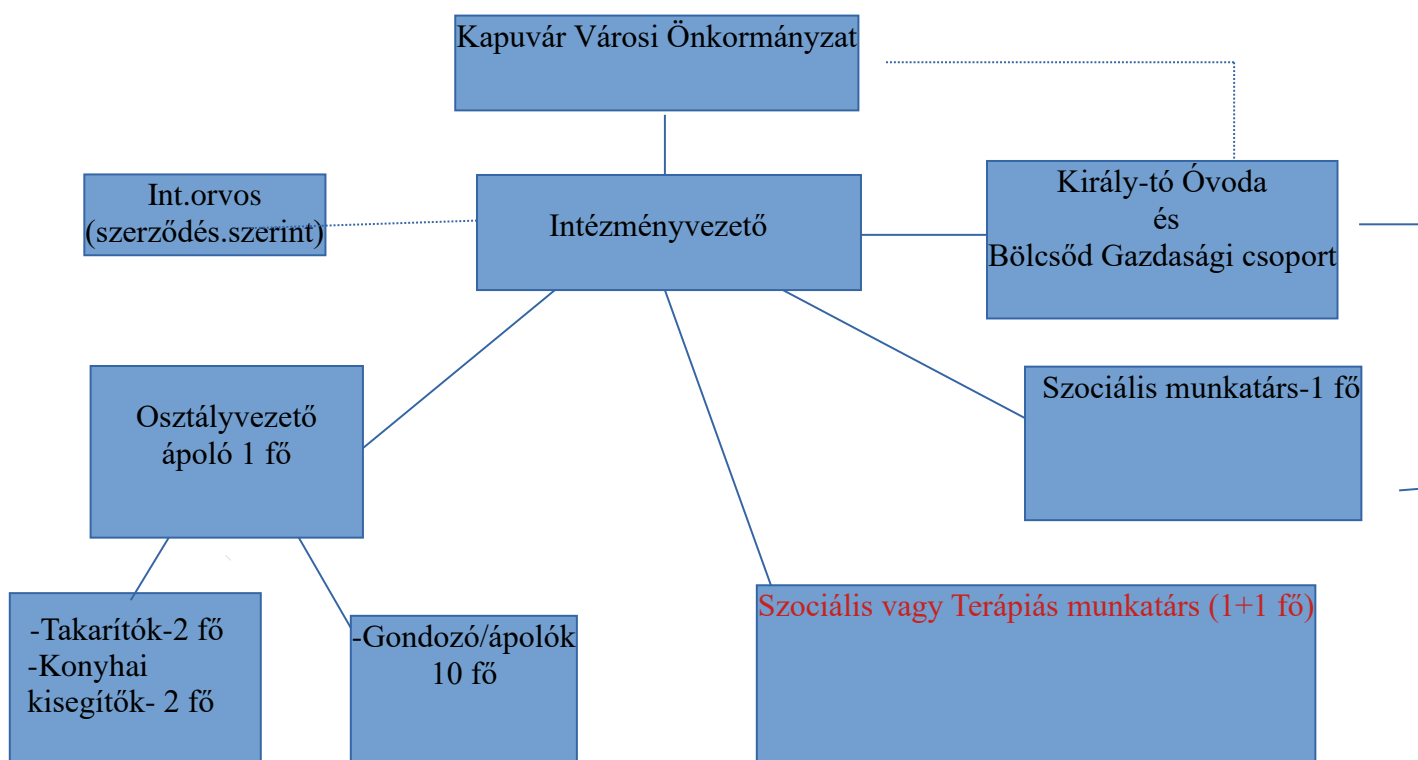 Kapuvár Városi Önkormányzat
Int.orvos
(szerződés.szerint)
Intézményvezető
Király-tó Óvoda
és
Bölcsőd Gazdasági csoport
Osztályvezető
ápoló 1 fő
Szociális munkatárs-1 fő
-Takarítók-2 fő
-Konyhai
kisegítők- 2 fő
-Gondozó/ápolók
10 fő
Szociális vagy Terápiás munkatárs (1+1 fő)